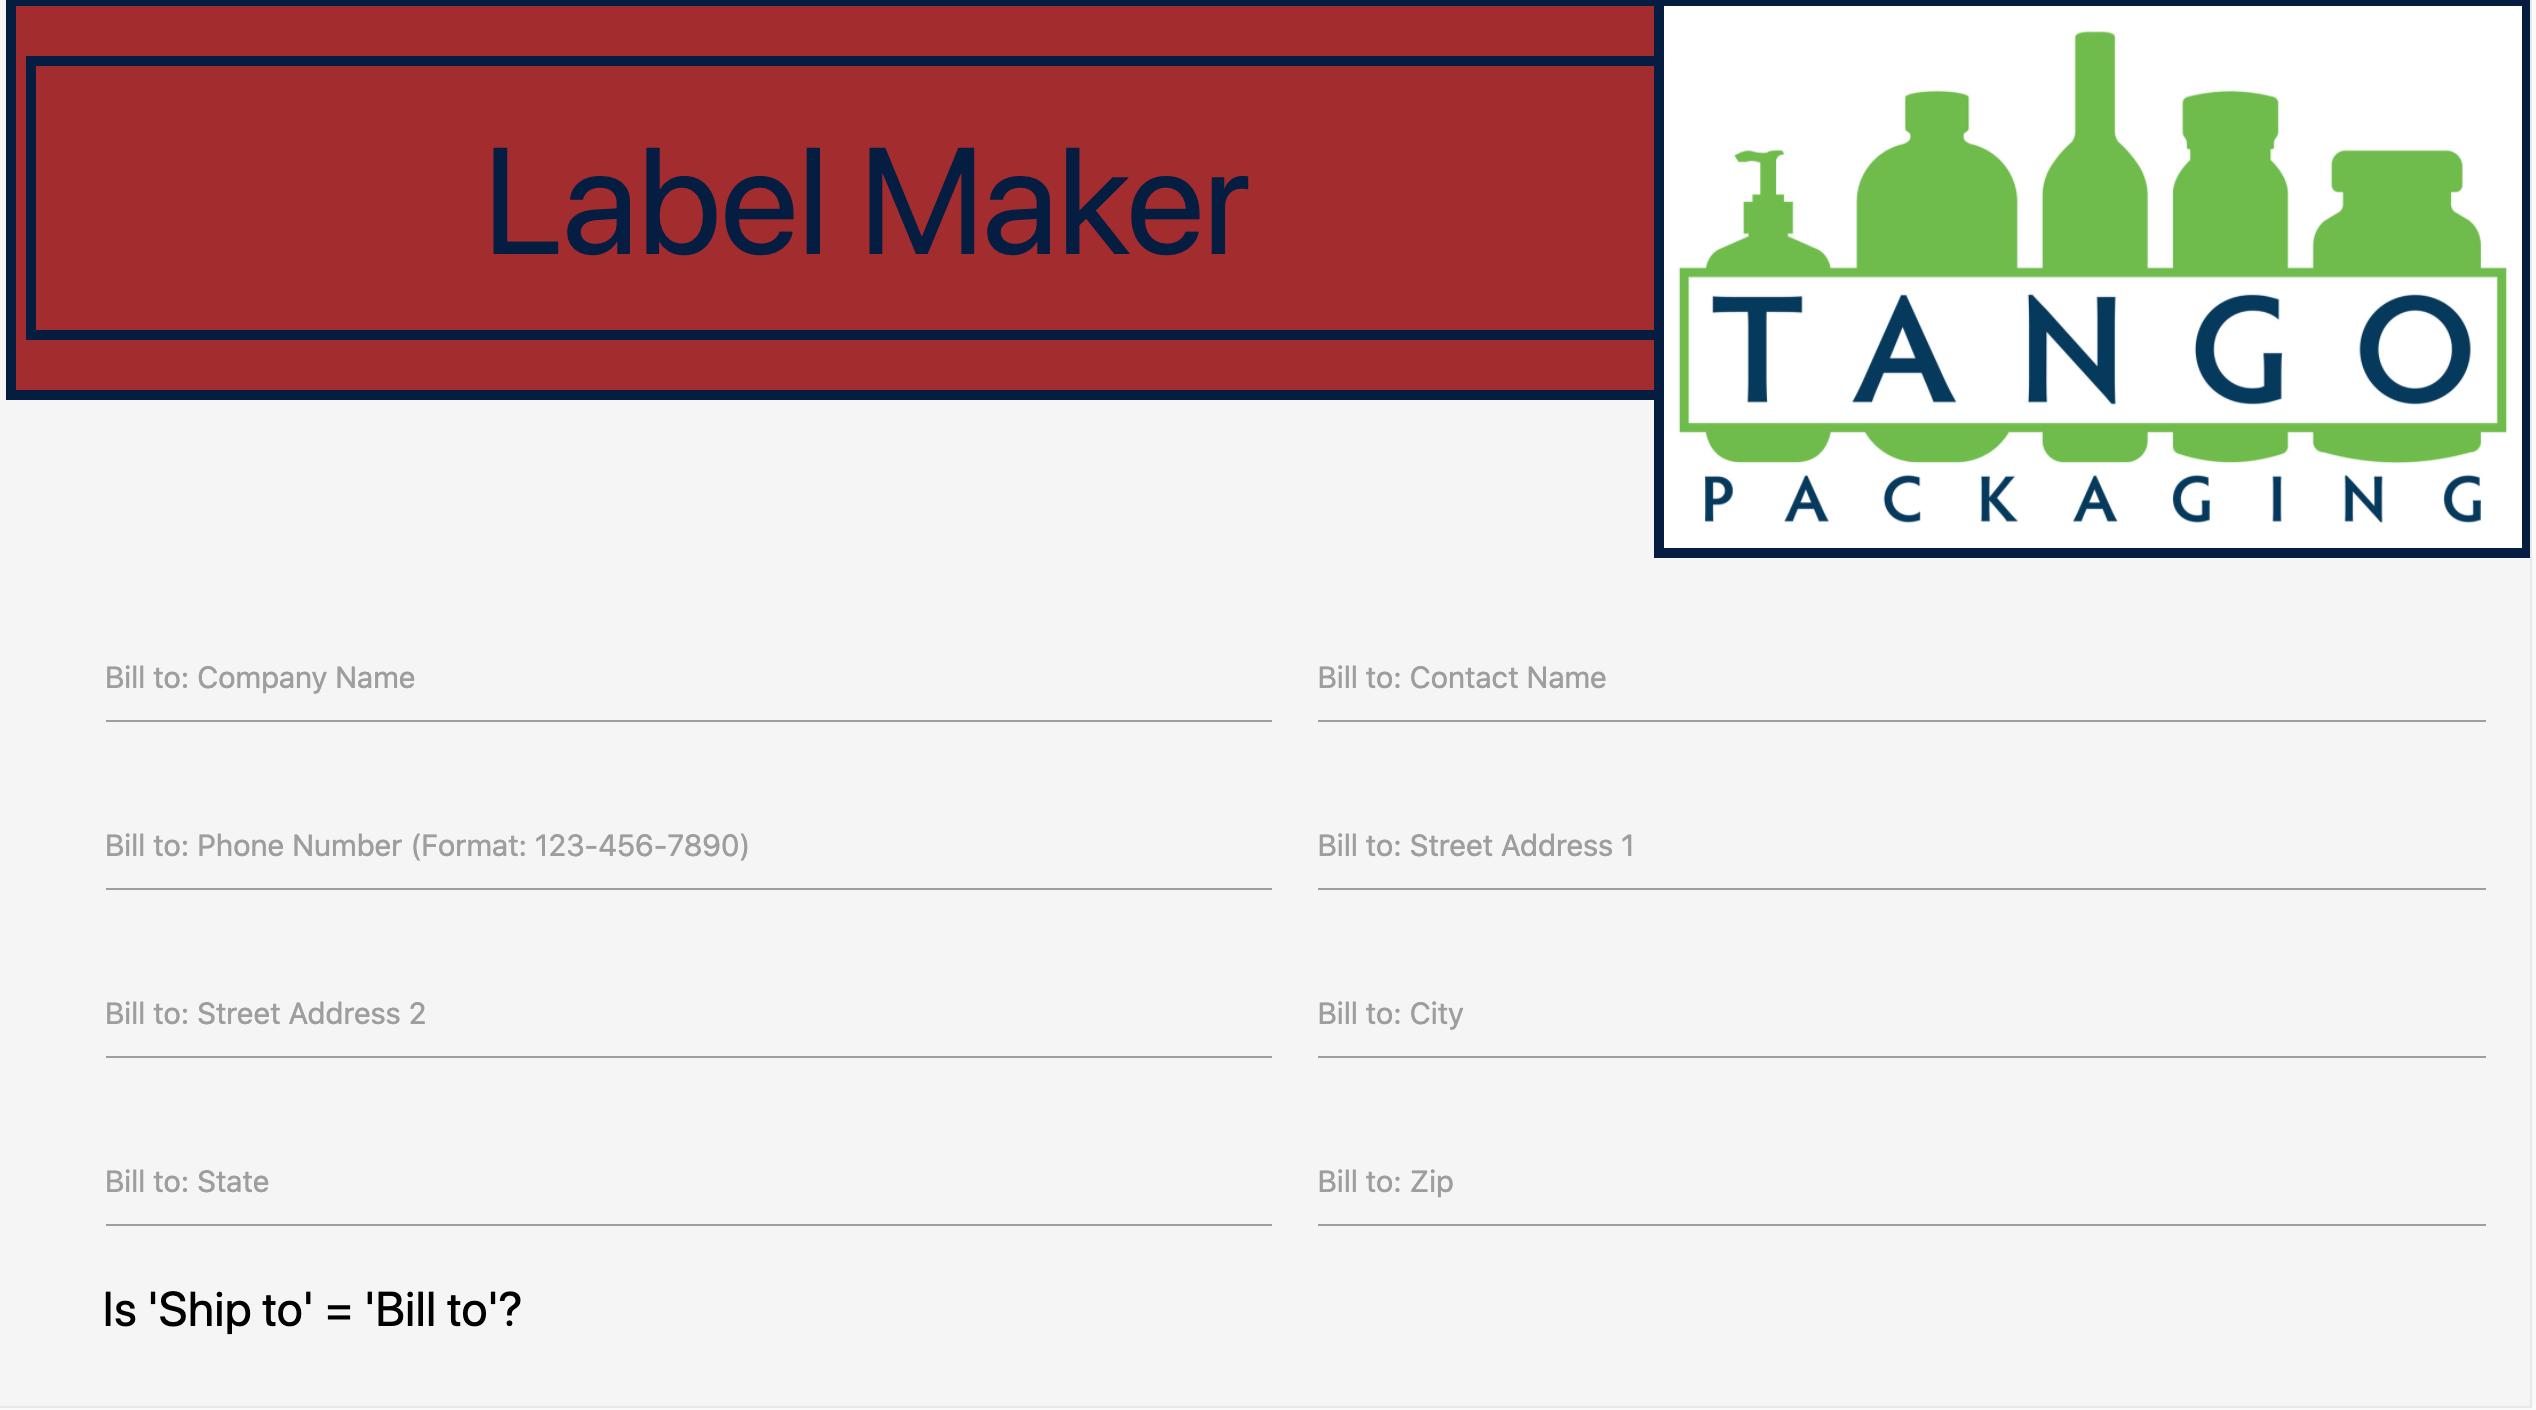 Label Maker
TANGO
PACKAGING
Bill to: Company Name
Bill to: Contact Name
Bill to: Phone Number (Format: 123-456-7890)
Bill to: Street Address 1
Bill to: Street Address 2
Bill to: City
Bill to: State
Bill to: Zip
Is 'Ship to' = 'Bill to'?